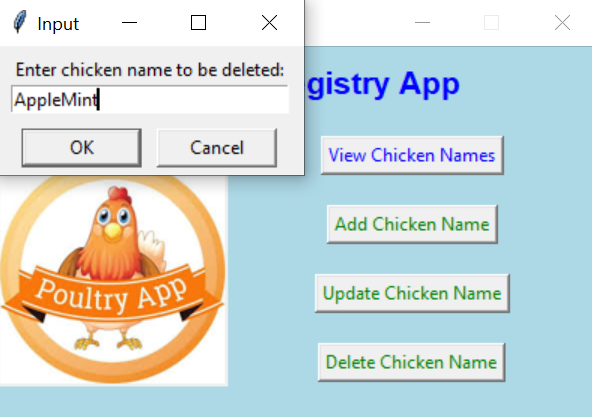 Input
Enter chicken name to be deleted:
AppleMint
OK Cancel
gistry App
View Chicken Names
Add Chicken Name
Update Chicken Name
Delete Chicken Name
Poultry App